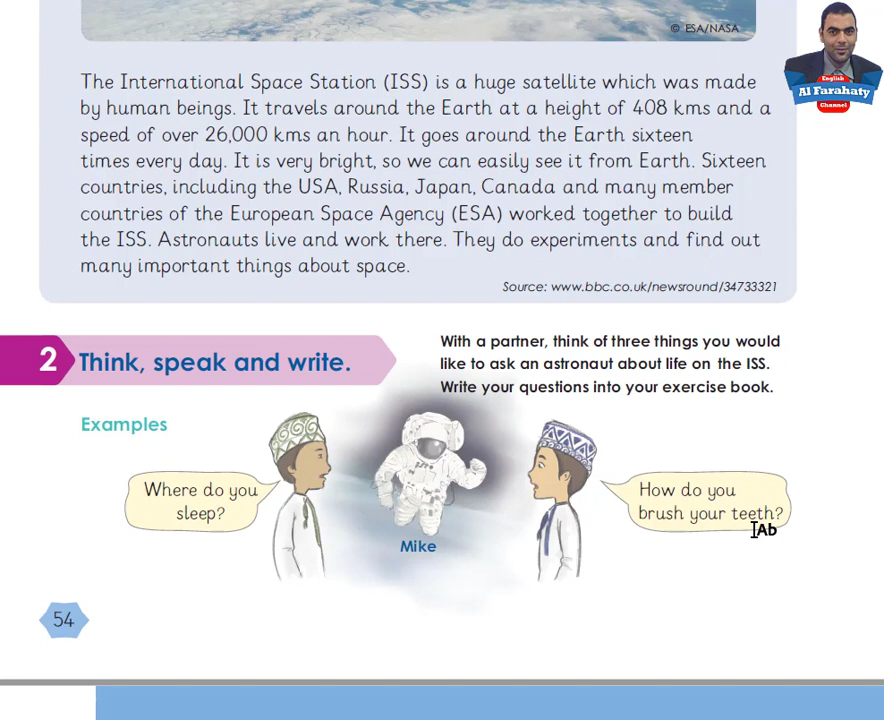 © ESA/NASA
English
Al Farahaty
Channel
The International Space Station (ISS) is a huge satellite which was made
by human beings. It travels around the Earth at a height of 408 kms and a
speed of over 26,000 kms an hour. It goes around the Earth sixteen
times every day. It is very bright, so we can easily see it from Earth. Sixteen
countries, including the USA, Russia, Japan, Canada and many member
countries of the European Space Agency (ESA) worked together to build
the ISS. Astronauts live and work there. They do experiments and find out
many important things about space.
Source: www.bbc.co.uk/newsround/34733321
2 Think, speak and write.
With a partner, think of three things you would
like to ask an astronaut about life on the ISS.
Write your questions into your exercise book.
Examples
Where do you
sleep?
Mike
How do you
brush your teeth?
Ab
54